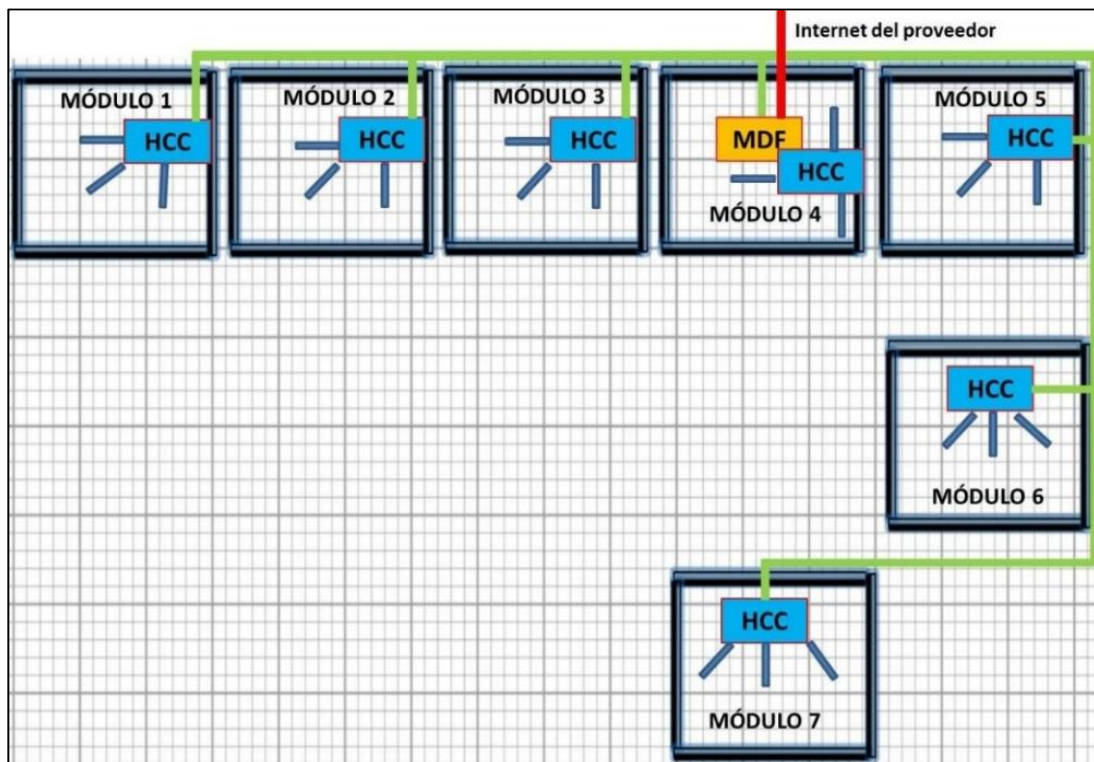 Internet del proveedor
MÓDULO 1
HCC
MÓDULO 2
HCC
MÓDULO 3
HCC
MDF
HCC
MÓDULO 4
MÓDULO 5
HCC
HCC
MÓDULO 6
HCC
MÓDULO 7